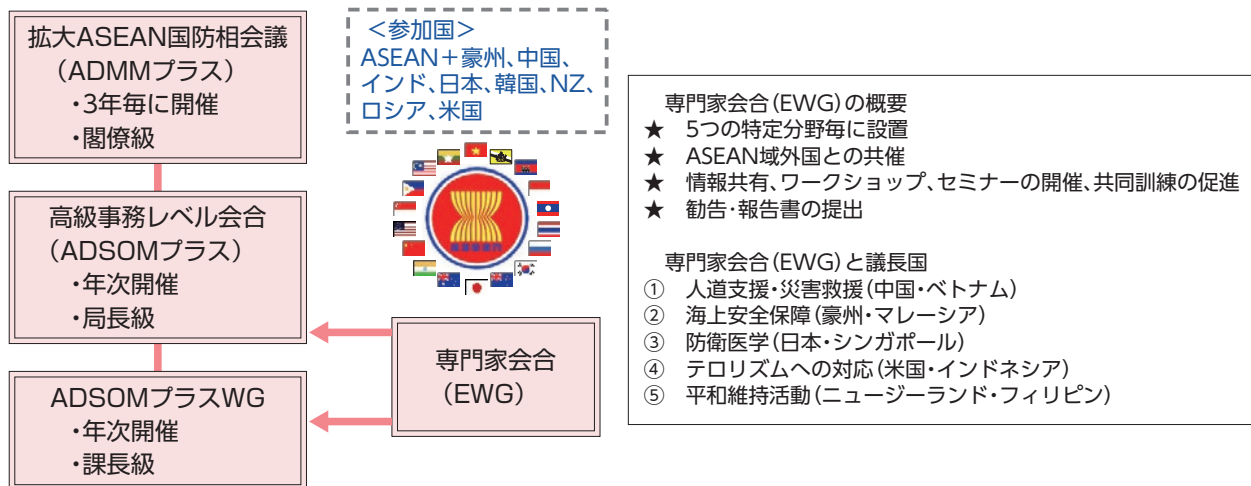 拡大ASEAN国防相会議
(ADMMプラス)
・3年毎に開催
・閣僚級
高級事務レベル会合
(ADSOMプラス)
・年次開催
・局長級
ADSOMプラスWG
・年次開催
・課長級
<参加国>
ASEAN+豪州、中国、
インド、日本、韓国、NZ、
ロシア、米国
専門家会合
(EWG)
専門家会合(EWG)の概要
★ 5つの特定分野毎に設置
★ ASEAN域外国との共催
★ 情報共有、ワークショップ、セミナーの開催、共同訓練の促進
★ 勧告・報告書の提出
専門家会合(EWG)と議長国
① 人道支援・災害救援(中国・ベトナム)
② 海上安全保障(豪州・マレーシア)
③ 防衛医学(日本・シンガポール)
④ テロリズムへの対応(米国・インドネシア)
⑤ 平和維持活動(ニュージーランド・フィリピン)